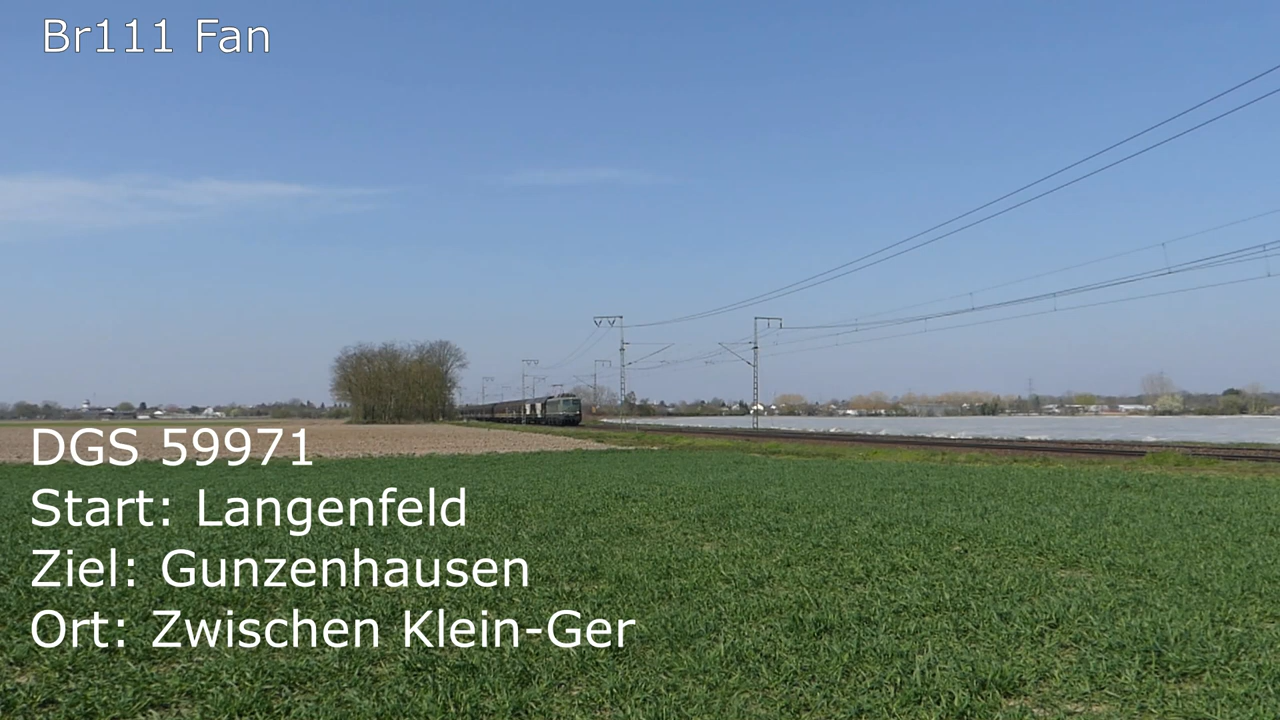 Br111 Fan
DGS 59971
Start: Langenfeld
Ziel: Gunzenhausen
Ort: Zwischen Klein-Ger